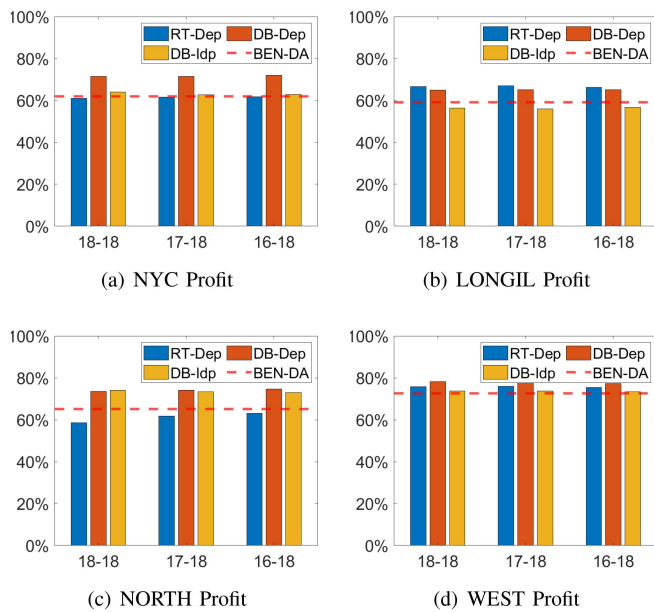 100%
80%
60%
40%
20%
0%
RT-Dep DB-Dep
DB-Idp BEN-DA
18-18 17-18 16-18
(a) NYC Profit
100%
80%
60%
40%
20%
0%
RT-Dep DB-Dep
DB-Idp BEN-DA
18-18 17-18 16-18
(b) LONGIL Profit
100%
80%
60%
40%
20%
0%
RT-Dep DB-Dep
DB-Idp BEN-DA
18-18 17-18 16-18
(c) NORTH Profit
100%
80%
60%
40%
20%
0%
RT-Dep DB-Dep
DB-Idp BEN-DA
18-18 17-18 16-18
(d) WEST Profit